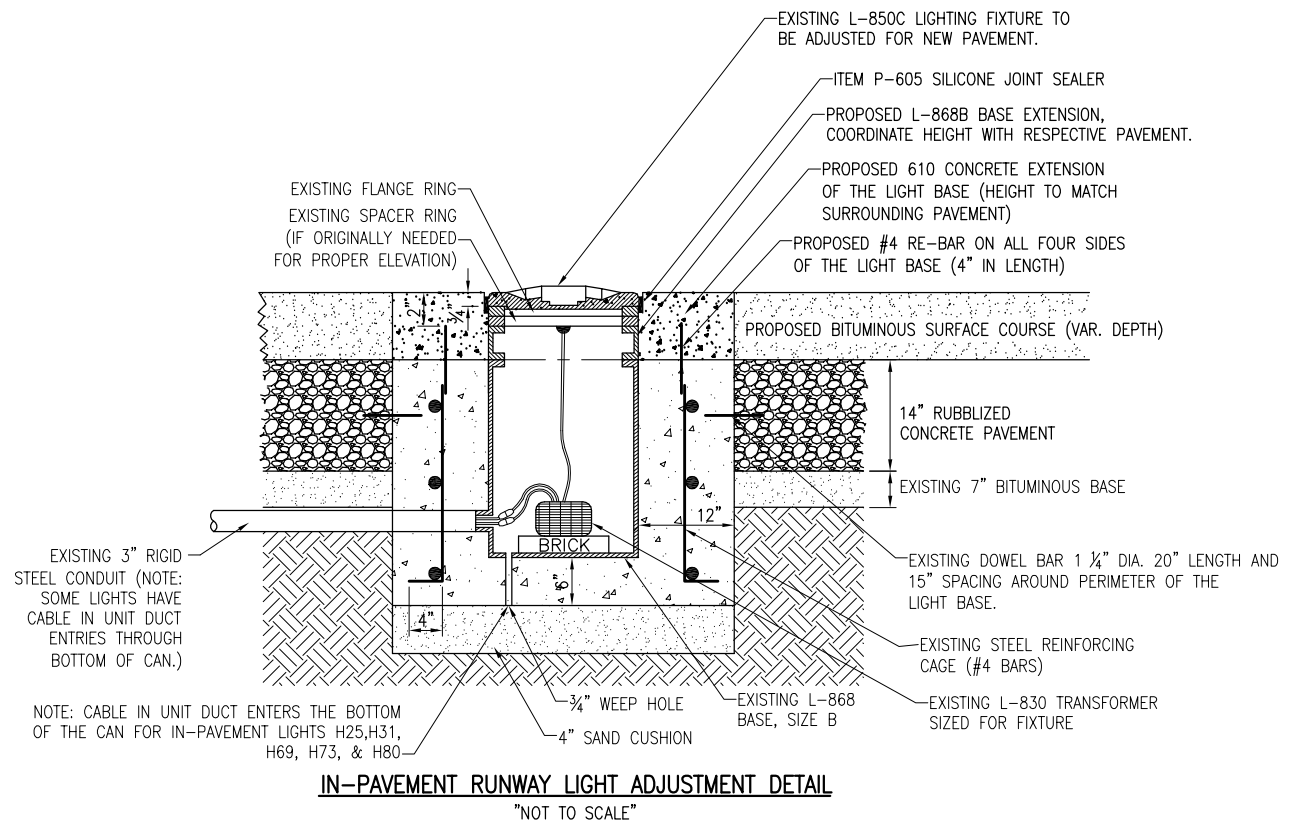 EXISTING L-850C LIGHTING FIXTURE TO
BE ADJUSTED FOR NEW PAVEMENT.
ITEM P-605 SILICONE JOINT SEALER
PROPOSED L-868B BASE EXTENSION,
COORDINATE HEIGHT WITH RESPECTIVE PAVEMENT.
PROPOSED 610 CONCRETE EXTENSION
OF THE LIGHT BASE (HEIGHT TO MATCH
SURROUNDING PAVEMENT)
PROPOSED #4 RE-BAR ON ALL FOUR SIDES
OF THE LIGHT BASE (4" IN LENGTH)
EXISTING FLANGE RING
EXISTING SPACER RING
(IF ORIGINALLY NEEDED
FOR PROPER ELEVATION)
2"
¾"
PROPOSED BITUMINOUS SURFACE COURSE (VAR. DEPTH)
14" RUBBLIZED
CONCRETE PAVEMENT
EXISTING 7" BITUMINOUS BASE
12"
BRICK
6"
4"
EXISTING 3" RIGID
STEEL CONDUIT (NOTE:
SOME LIGHTS HAVE
CABLE IN UNIT DUCT
ENTRIES THROUGH
BOTTOM OF CAN.)
EXISTING DOWEL BAR 1 ¼" DIA. 20" LENGTH AND
15" SPACING AROUND PERIMETER OF THE
LIGHT BASE.
EXISTING STEEL REINFORCING
CAGE (#4 BARS)
EXISTING L-830 TRANSFORMER
SIZED FOR FIXTURE
EXISTING L-868
BASE, SIZE B
¾" WEEP HOLE
4" SAND CUSHION
NOTE: CABLE IN UNIT DUCT ENTERS THE BOTTOM
OF THE CAN FOR IN-PAVEMENT LIGHTS H25,H31,
H69, H73, & H80
IN-PAVEMENT RUNWAY LIGHT ADJUSTMENT DETAIL
"NOT TO SCALE"